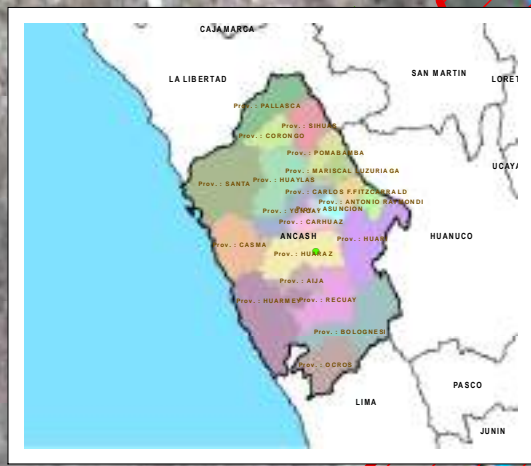 CAJAMARCA
LA LIBERTAD
SAN MARTIN
LORET
Prov. : PALLASCA
Prov. : SIHUAS
Prov. : CORONGO
Prov. : POMABAMBA
UCAYA
Prov. : MARISCAL LUZURIAGA
Prov. : HUAYLAS
Prov. : SANTA
Prov. : CARLOS F.FITZCARRALD
Prov. : ANTONIO RAYMONDI
Prov. : ASUNCION
Prov. : YUNGAY
Prov. : CARHUAZ
ANCASH
Prov. : HUARI
HUANUCO
Prov. : CASMA
Prov. : HUARAZ
Prov. : AIJA
Prov. : HUARMEY
Prov. : RECUAY
Prov. : BOLOGNESI
Prov. : OCROS
PASCO
LIMA
JUNIN